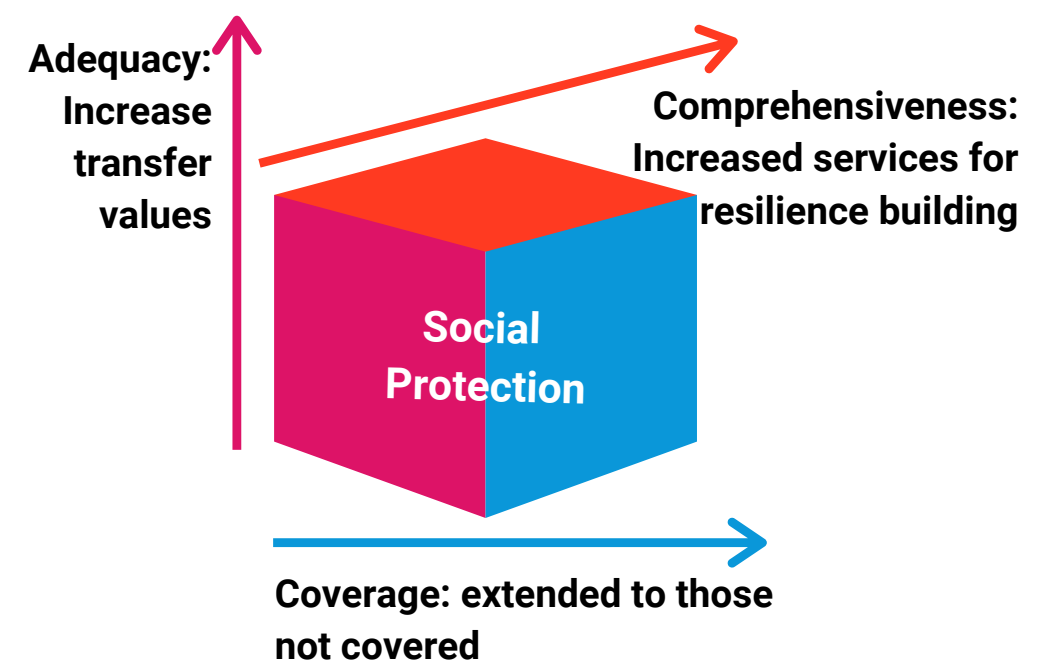 Adequacy:
Increase
transfer
values
Comprehensiveness:
Increased services for
resilience building
Social
Protection
Coverage: extended to those
not covered